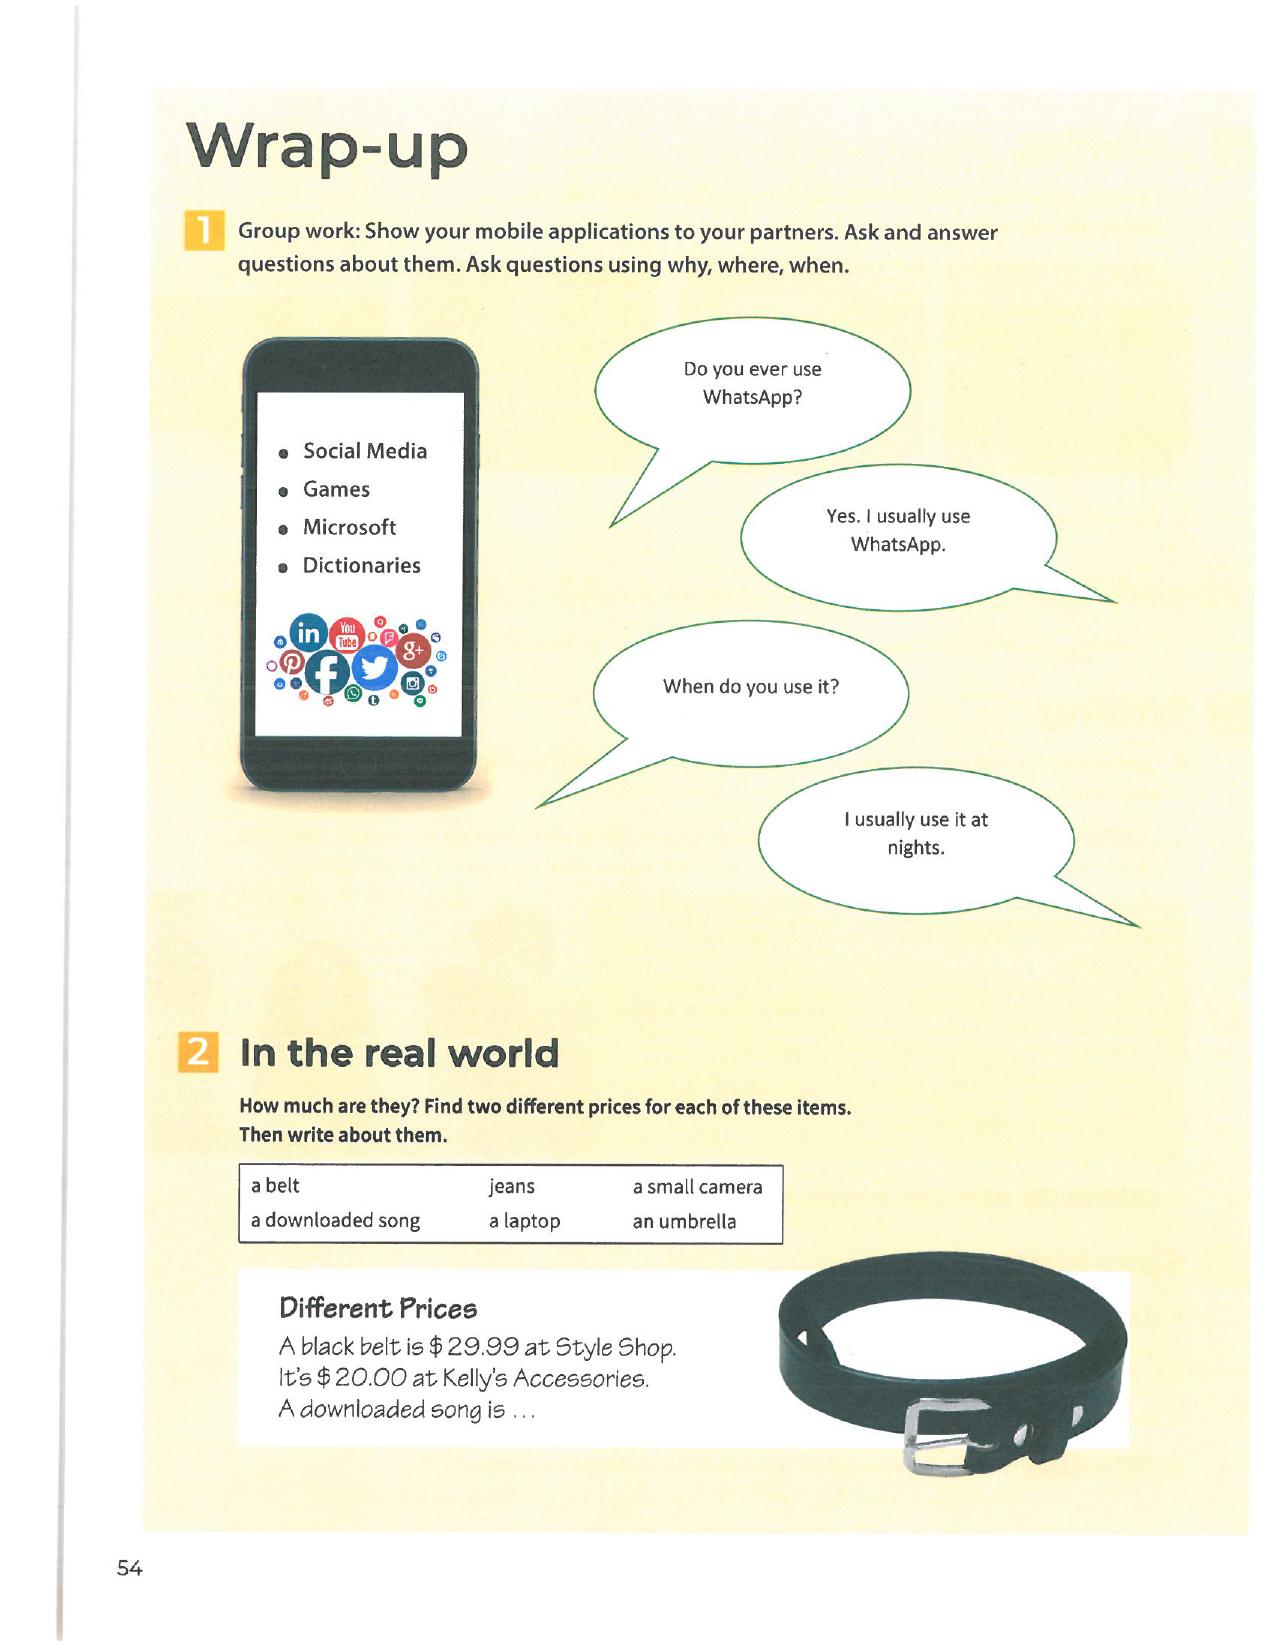 Wrap-up
1
Group work: Show your mobile applications to your partners. Ask and answer
questions about them. Ask questions using why, where, when.
Do you ever use
WhatsApp?
Yes. I usually use
WhatsApp.
When do you use it?
I usually use it at
nights.
• Social Media
• Games
• Microsoft
• Dictionaries
in
You
Tube
g+
2
In the real world
How much are they? Find two different prices for each of these items.
Then write about them.
a belt jeans a small camera
a downloaded song a laptop an umbrella
Different Prices
A black belt is $ 29.99 at Style Shop.
It's $ 20.00 at Kelly's Accessories.
A downloaded song is ...
54